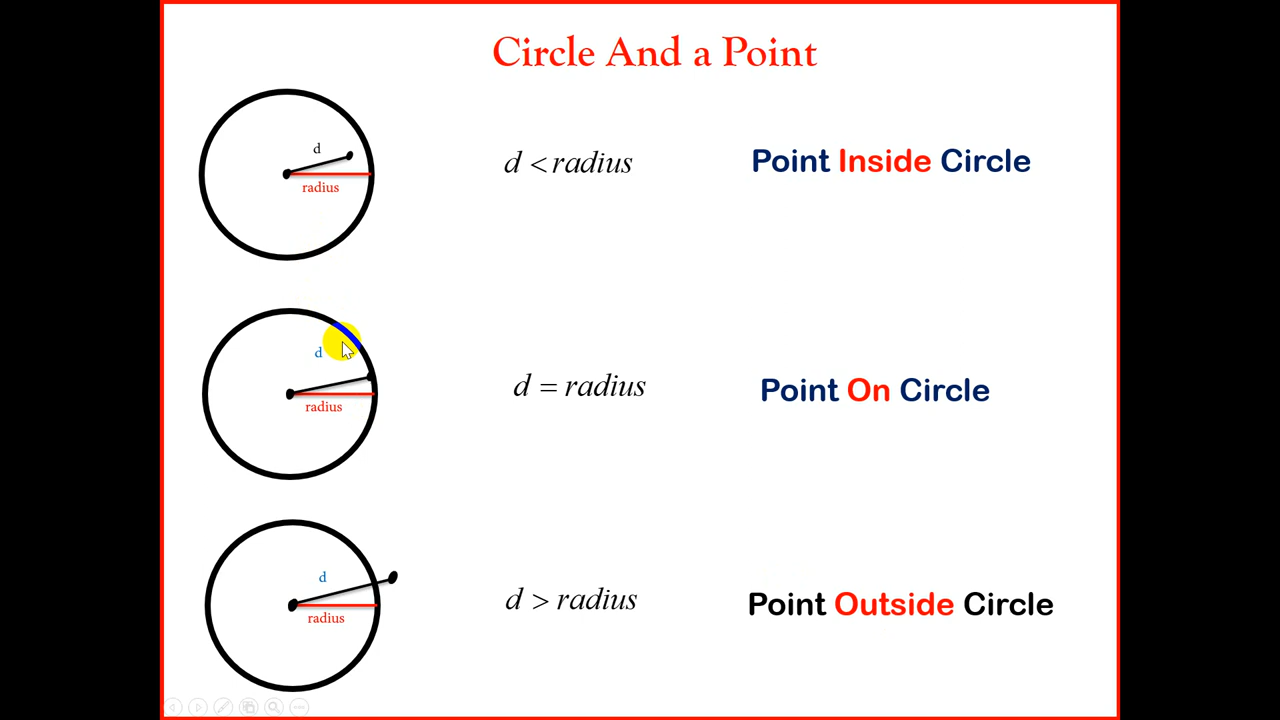 Circle And a Point
d
radius
d < radius
Point Inside Circle
d
radius
d = radius
Point On Circle
d
radius
d > radius
Point Outside Circle